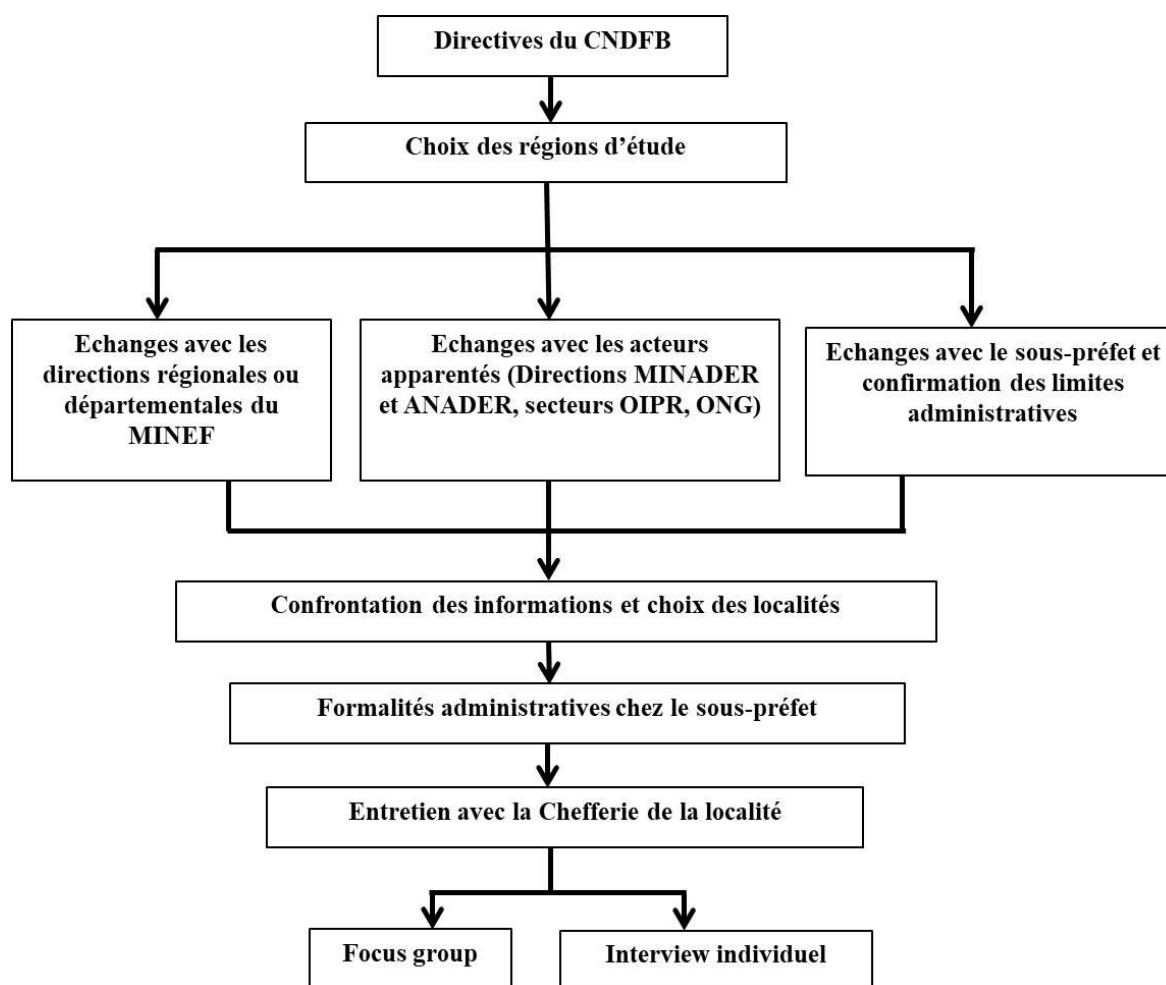 Directives du CNDFB
Choix des régions d’étude
Echanges avec les
directions régionales ou
départementales du
MINEF
Echanges avec les acteurs
apparentés (Directions MINADER
et ANADER, secteurs OIPR, ONG)
Echanges avec le sous-préfet et
confirmation des limites
administratives
Confrontation des informations et choix des localités
Formalités administratives chez le sous-préfet
Entretien avec la Chefferie de la localité
Focus group
Interview individuel